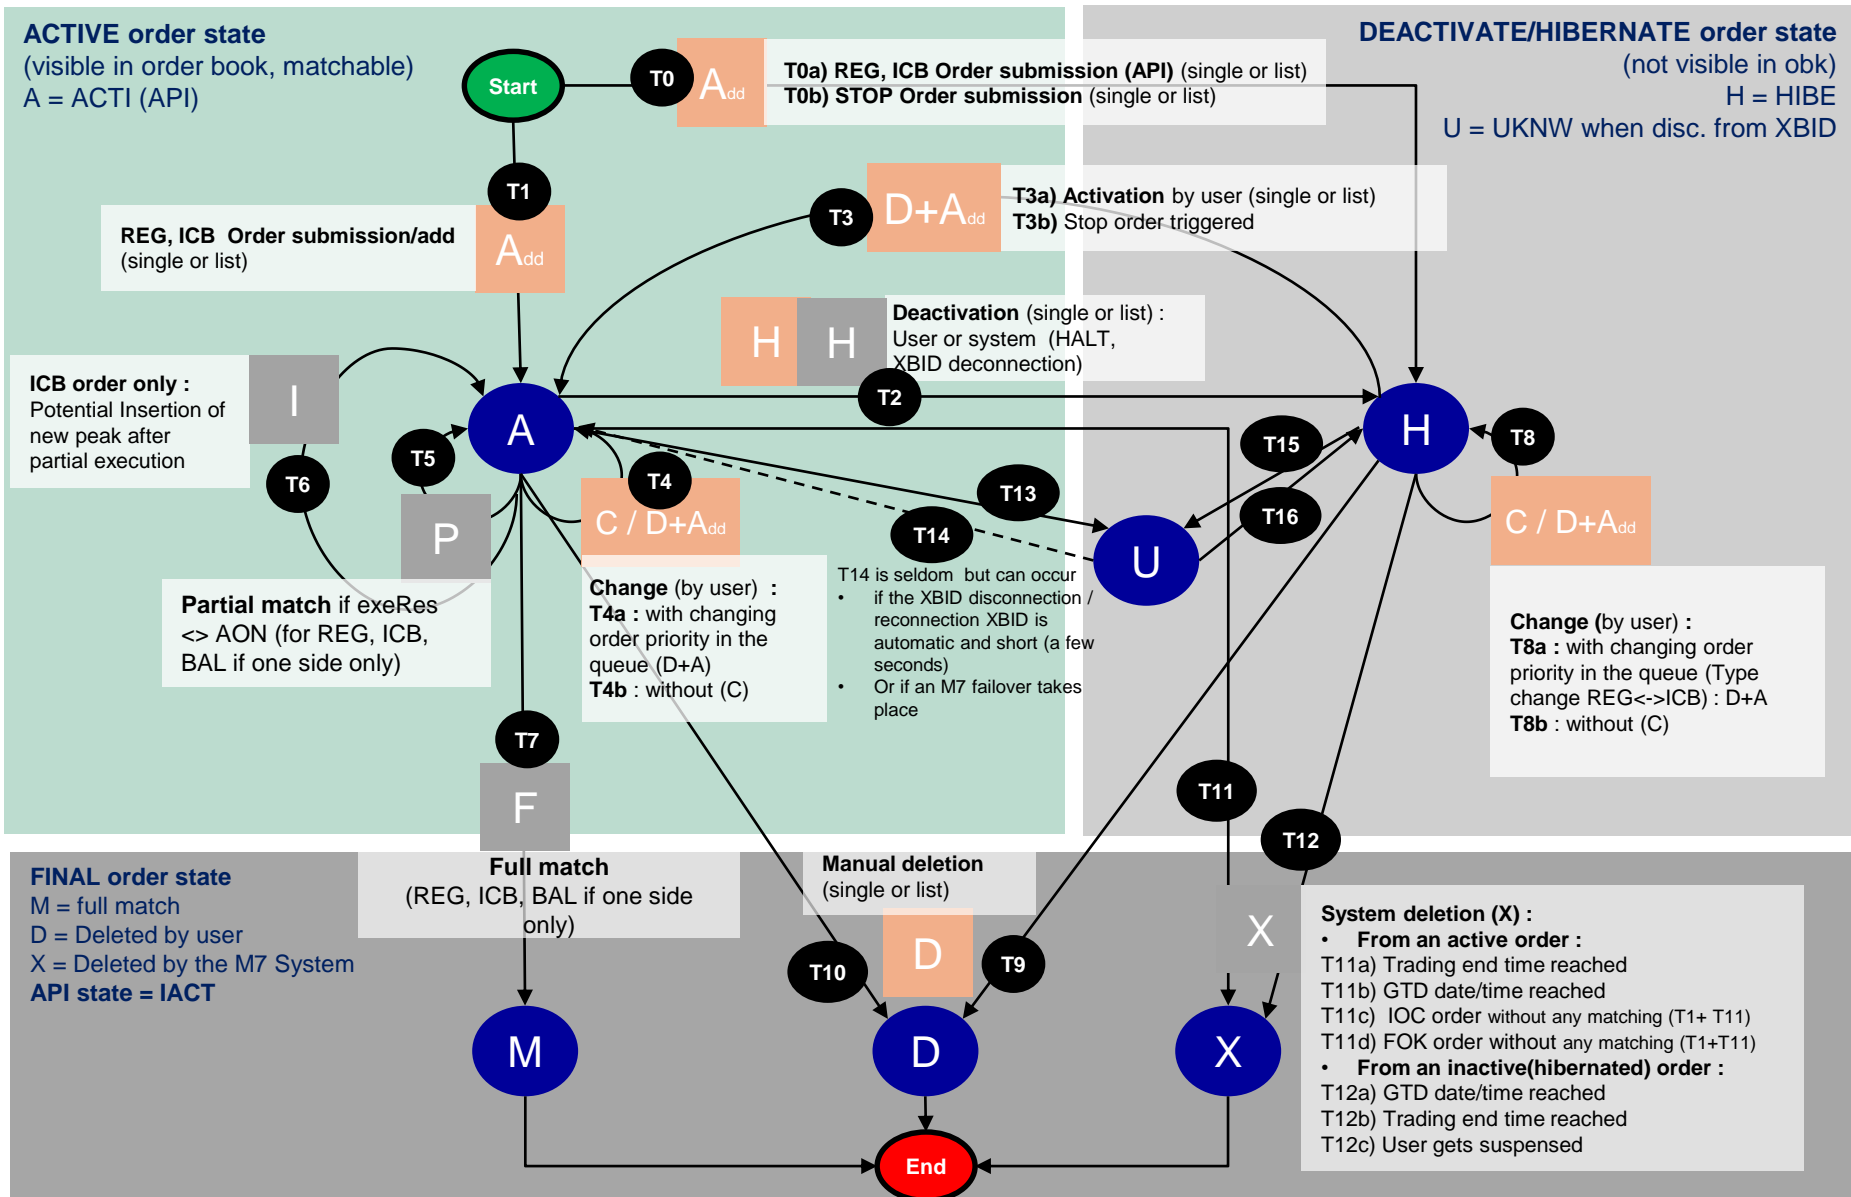 ACTIVE order state
(visible in order book, matchable)
A = ACTI (API)
DEACTIVATE/HIBERNATE order state
(not visible in obk)
H = HIBE
U = UKNW when disc. from XBID
Start
T0
Add
T0a) REG, ICB Order submission (API) (single or list)
T0b) STOP Order submission (single or list)
T1
Add
REG, ICB  Order submission/add
(single or list)
T3
D+Add
T3a) Activation by user (single or list)
T3b) Stop order triggered
H
H
Deactivation (single or list) :
User or system  (HALT,
XBID deconnection)
T2
ICB order only :
Potential Insertion of
new peak after
partial execution
I
A
H
T5
T6
T4
T13
T15
T16
T8
P
C / D+Add
T14
U
C / D+Add
Partial match if exeRes
<> AON (for REG, ICB,
BAL if one side only)
Change (by user)  :
T4a : with changing
order priority in the
queue (D+A)
T4b : without (C)
T14 is seldom  but can occur
• if the XBID disconnection /
reconnection XBID is
automatic and short (a few
seconds)
• Or if an M7 failover takes
place
Change (by user) :
T8a : with changing order
priority in the queue (Type
change REG<->ICB) : D+A
T8b : without (C)
T7
F
T11
T12
FINAL order state
M = full match
D = Deleted by user
X = Deleted by the M7 System
API state = IACT
Full match
(REG, ICB, BAL if one side
only)
Manual deletion
(single or list)
T10
D
T9
X
System deletion (X) :
• From an active order :
T11a) Trading end time reached
T11b) GTD date/time reached
T11c)  IOC order without any matching (T1+ T11)
T11d) FOK order without any matching (T1+T11)
• From an inactive(hibernated) order :
T12a) GTD date/time reached
T12b) Trading end time reached
T12c) User gets suspensed
M
D
X
End